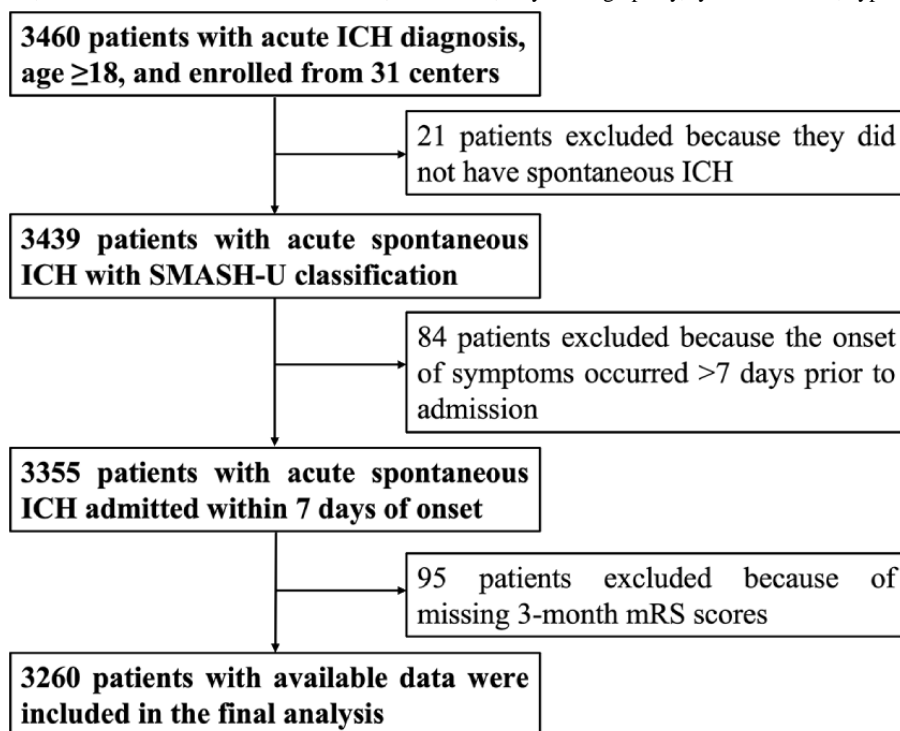 3460 patients with acute ICH diagnosis,
age ≥18, and enrolled from 31 centers
21 patients excluded because they did
not have spontaneous ICH
3439 patients with acute spontaneous
ICH with SMASH-U classification
84 patients excluded because the onset
of symptoms occurred >7 days prior to
admission
3355 patients with acute spontaneous
ICH admitted within 7 days of onset
95 patients excluded because of
missing 3-month mRS scores
3260 patients with available data were
included in the final analysis